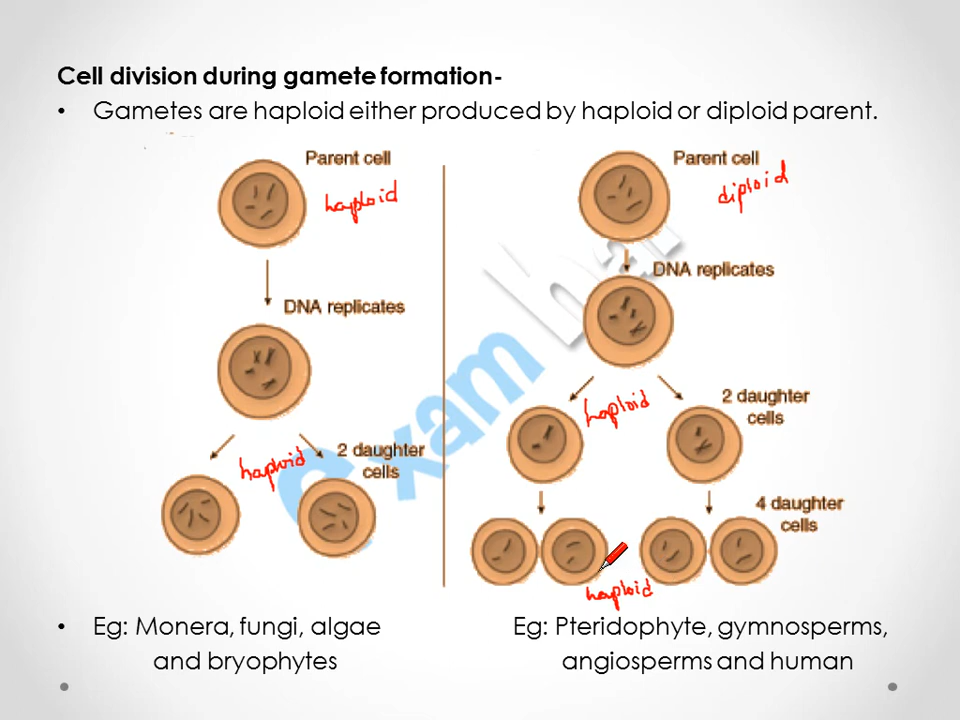 Cell division during gamete formation-
• Gametes are haploid either produced by haploid or diploid parent.
Parent cell
haploid
DNA replicates
haploid
2 daughter
cells
Parent cell
diploid
DNA replicates
haploid
2 daughter
cells
4 daughter
cells
haploid
exam
• Eg: Monera, fungi, algae
and bryophytes
Eg: Pteridophyte, gymnosperms,
angiosperms and human